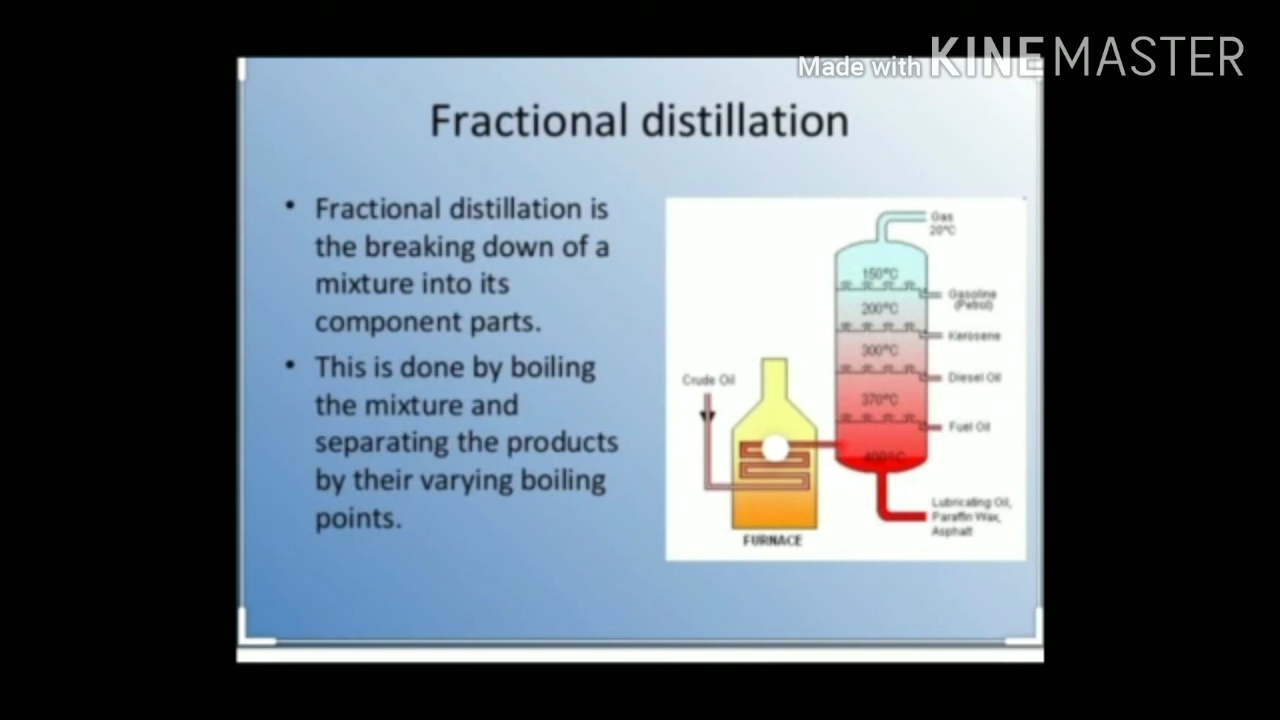 Made with KINEMASTER
Fractional distillation
• Fractional distillation is
the breaking down of a
mixture into its
component parts.
• This is done by boiling
the mixture and
separating the products
by their varying boiling
points.
Gas
20°C
150°C
Gasoline
(Petrol)
200°C
Kerosene
300°C
Diesel Oil
370°C
Fuel Oil
400°C
Crude Oil
Lubricating Oil,
Paraffin Wax,
Asphalt
FURNACE